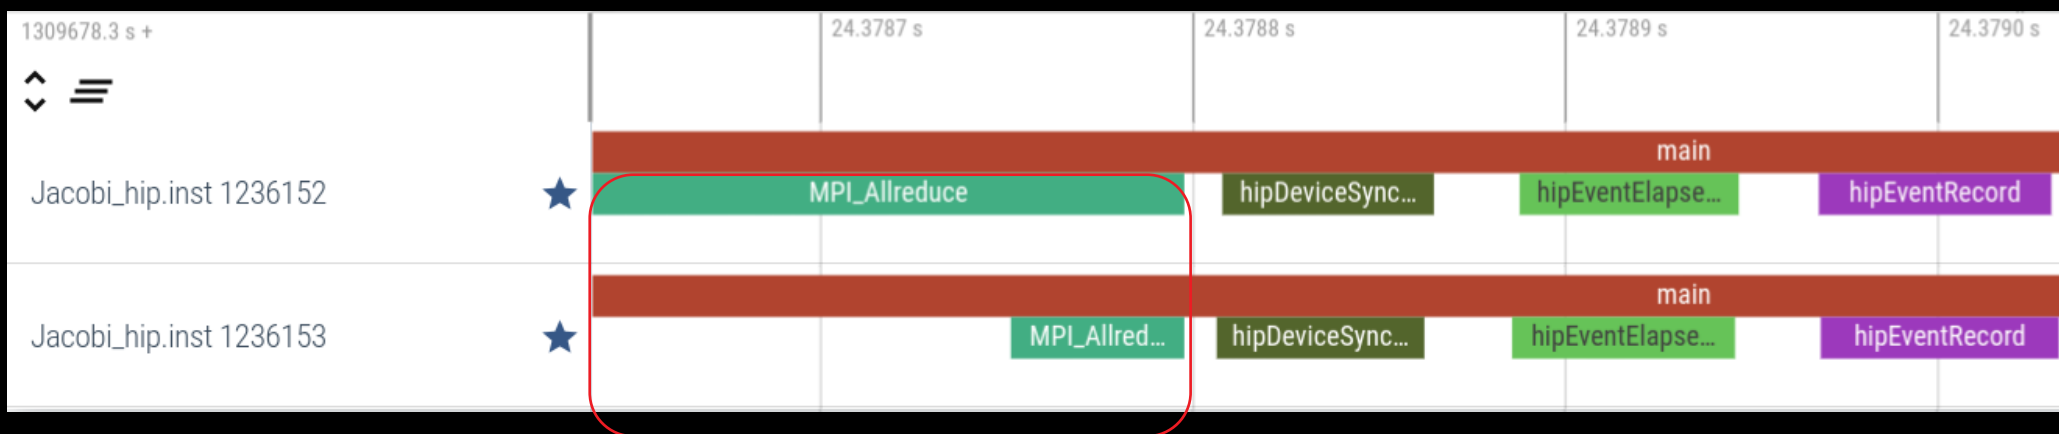 1309678.3 s +
24.3787 s
24.3788 s
24.3789 s
24.3790 s
main
Jacobi_hip.inst 1236152
MPI_Allreduce
hipDeviceSync...
hipEventElapse...
hipEventRecord
main
Jacobi_hip.inst 1236153
MPI_Allred...
hipDeviceSync...
hipEventElapse...
hipEventRecord